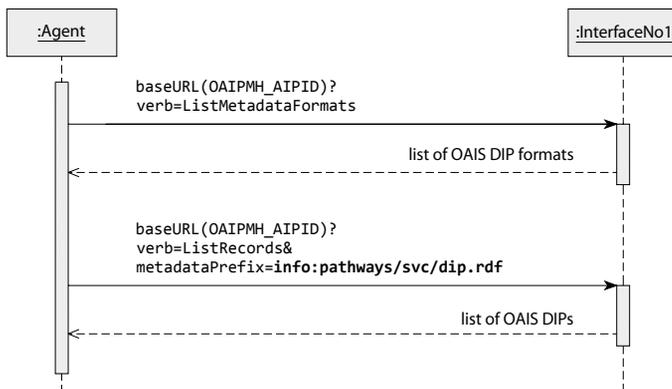 :Agent
:InterfaceNo1
baseURL(OAIPMH_AIPID)?
verb=ListMetadataFormats
list of OAIS DIP formats
baseURL(OAIPMH_AIPID)?
verb=ListRecords&
metadataPrefix=info:pathways/svc/dip.rdf
list of OAIS DIPs